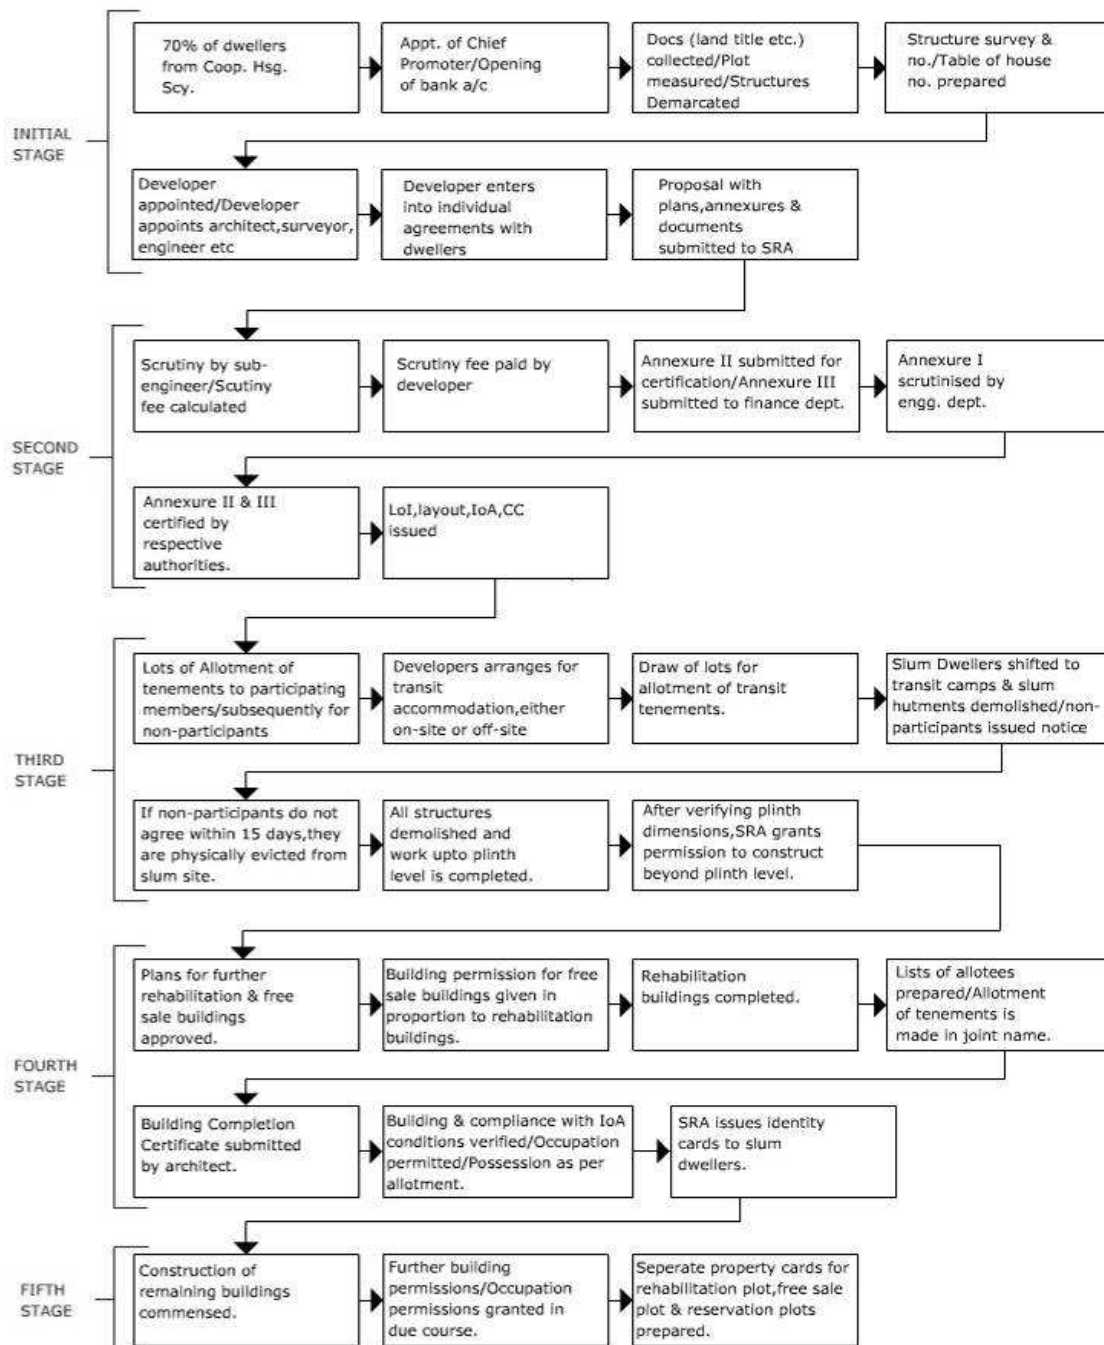 INITIAL
STAGE
70% of dwellers
from Coop. Hsg.
Scy.
Appt. of Chief
Promoter/Opening
of bank a/c
Docs (land title etc.)
collected/Plot
measured/Structures
Demarcated
Structure survey &
no./Table of house
no. prepared
Developer
appointed/Developer
appoints architect,surveyor,
engineer etc
Developer enters
into individual
agreements with
dwellers
Proposal with
plans,annexures &
documents
submitted to SRA
SECOND
STAGE
Scrutiny by sub-
engineer/Scutiny
fee calculated
Scrutiny fee paid by
developer
Annexure II submitted for
certification/Annexure III
submitted to finance dept.
Annexure I
scrutinised by
engg. dept.
Annexure II & III
certified by
respective
authorities.
LoI,layout,IoA,CC
issued
THIRD
STAGE
Lots of Allotment of
tenements to participating
members/subsequently for
non-participants
Developers arranges for
transit
accommodation,either
on-site or off-site
Draw of lots for
allotment of transit
tenements.
Slum Dwellers shifted to
transit camps & slum
hutments demolished/non-
participants issued notice
If non-participants do not
agree within 15 days,they
are physically evicted from
slum site.
All structures
demolished and
work upto plinth
level is completed.
After verifying plinth
dimensions,SRA grants
permission to construct
beyond plinth level.
FOURTH
STAGE
Plans for further
rehabilitation & free
sale buildings
approved.
Building permission for free
sale buildings given in
proportion to rehabilitation
buildings.
Rehabilitation
buildings completed.
Lists of allotees
prepared/Allotment
of tenements is
made in joint name.
Building Completion
Certificate submitted
by architect.
Building & compliance with IoA
conditions verified/Occupation
permitted/Possession as per
allotment.
SRA issues identity
cards to slum
dwellers.
FIFTH
STAGE
Construction of
remaining buildings
commensed.
Further building
permissions/Occupation
permissions granted in
due course.
Seperate property cards for
rehabilitation plot,free sale
plot & reservation plots
prepared.